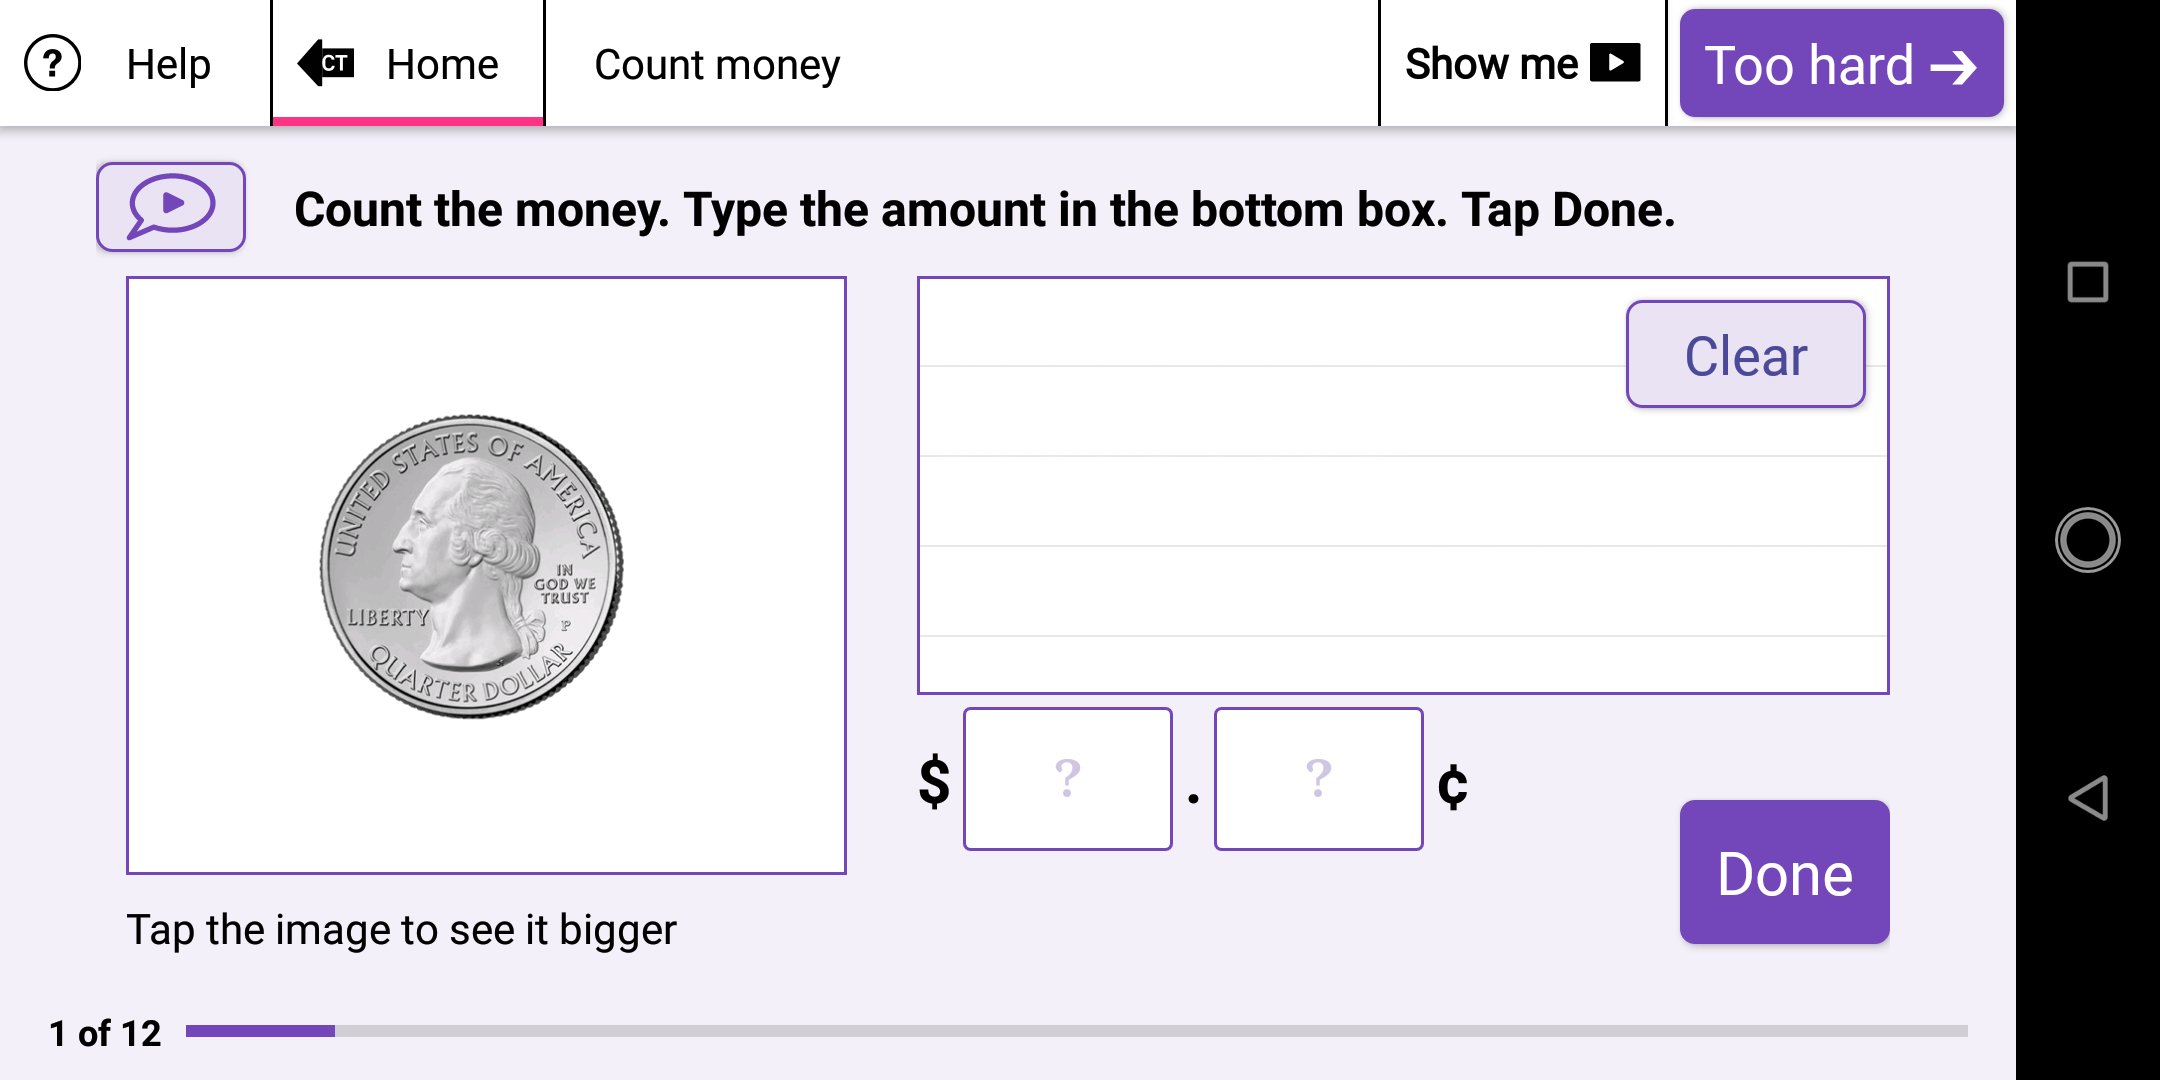 ? Help
CT Home
Count money
Show me
Too hard
Count the money. Type the amount in the bottom box. Tap Done.
UNITED STATES OF AMERICA
IN
GOD WE
TRUST
LIBERTY
P
QUARTER DOLLAR
Clear
$ ? . ? ¢
Done
Tap the image to see it bigger
1 of 12